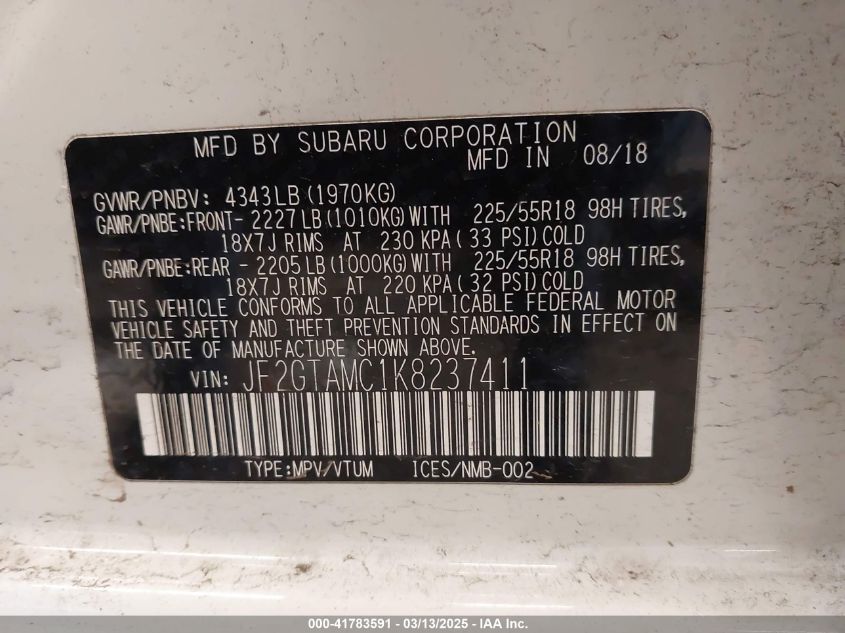 MFD BY SUBARU CORPORATION
MFD IN 08/18
GVWR/PNBV: 4343LB(1970KG)
GAWR/PNBE:FRONT- 2227LB(1010KG)WITH 225/55R18 98H TIRES,
18X7J RIMS AT 230 KPA(33 PSI)COLD
GAWR/PNBE:REAR - 2205LB(1000KG)WITH 225/55R18 98H TIRES,
18X7J RIMS AT 220 KPA(32 PSI)COLD
THIS VEHICLE CONFORMS TO ALL APPLICABLE FEDERAL MOTOR
VEHICLE SAFETY AND THEFT PREVENTION STANDARDS IN EFFECT ON
THE DATE OF MANUFACTURE SHOWN ABOVE.
VIN: JF2GTAMC1K8237411
TYPE:MPV/VTUM ICES/NMB-002
000-41783591 - 03/13/2025 - IAA Inc.